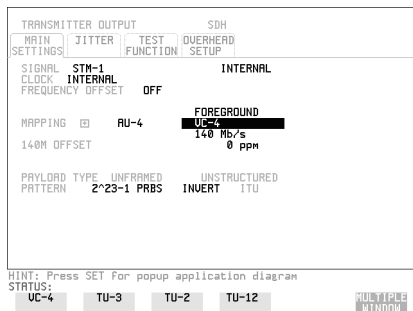 TRANSMITTER OUTPUT SDH
MAIN SETTINGS JITTER TEST FUNCTION OVERHEAD SETUP
SIGNAL STM-1 INTERNAL
CLOCK INTERNAL
FREQUENCY OFFSET OFF
FOREGROUND
MAPPING AU-4 VC-4
140 Mb/s
140M OFFSET 0 ppm
PAYLOAD TYPE UNFRAMED UNSTRUCTURED
PATTERN 2^23-1 PRBS INVERT ITU
HINT: Press SET for popup application diagram
STATUS:
VC-4 TU-3 TU-2 TU-12 MULTIPLE WINDOW